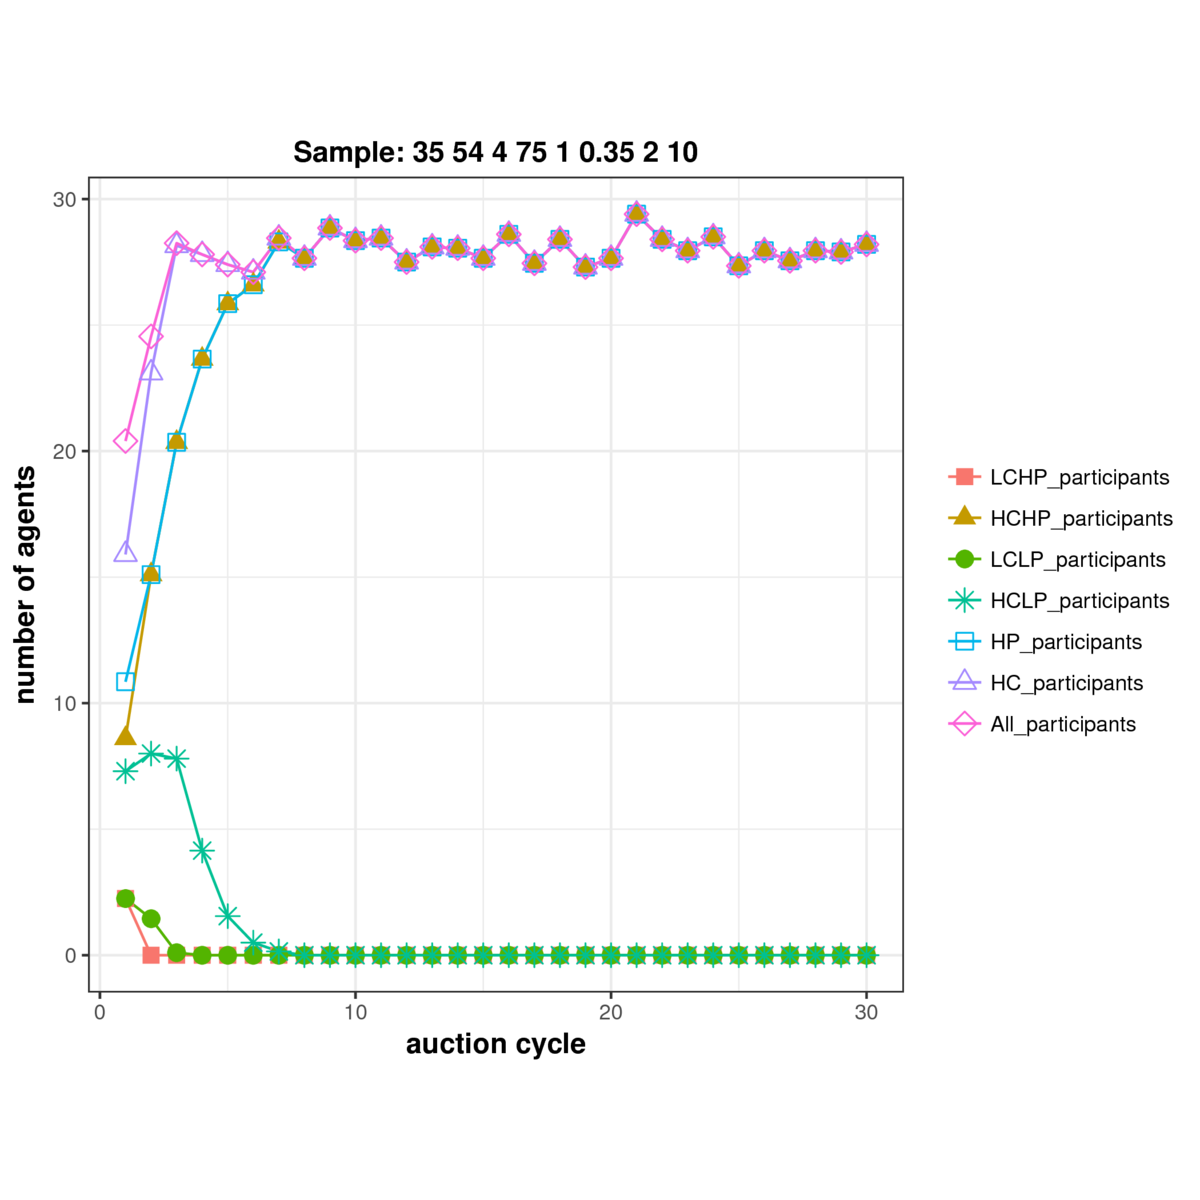 Sample: 35 54 4 75 1 0.35 2 10
30
20
10
0
number of agents
0 10 20 30
auction cycle
LCHP_participants
HCHP_participants
LCLP_participants
HCLP_participants
HP_participants
HC_participants
All_participants